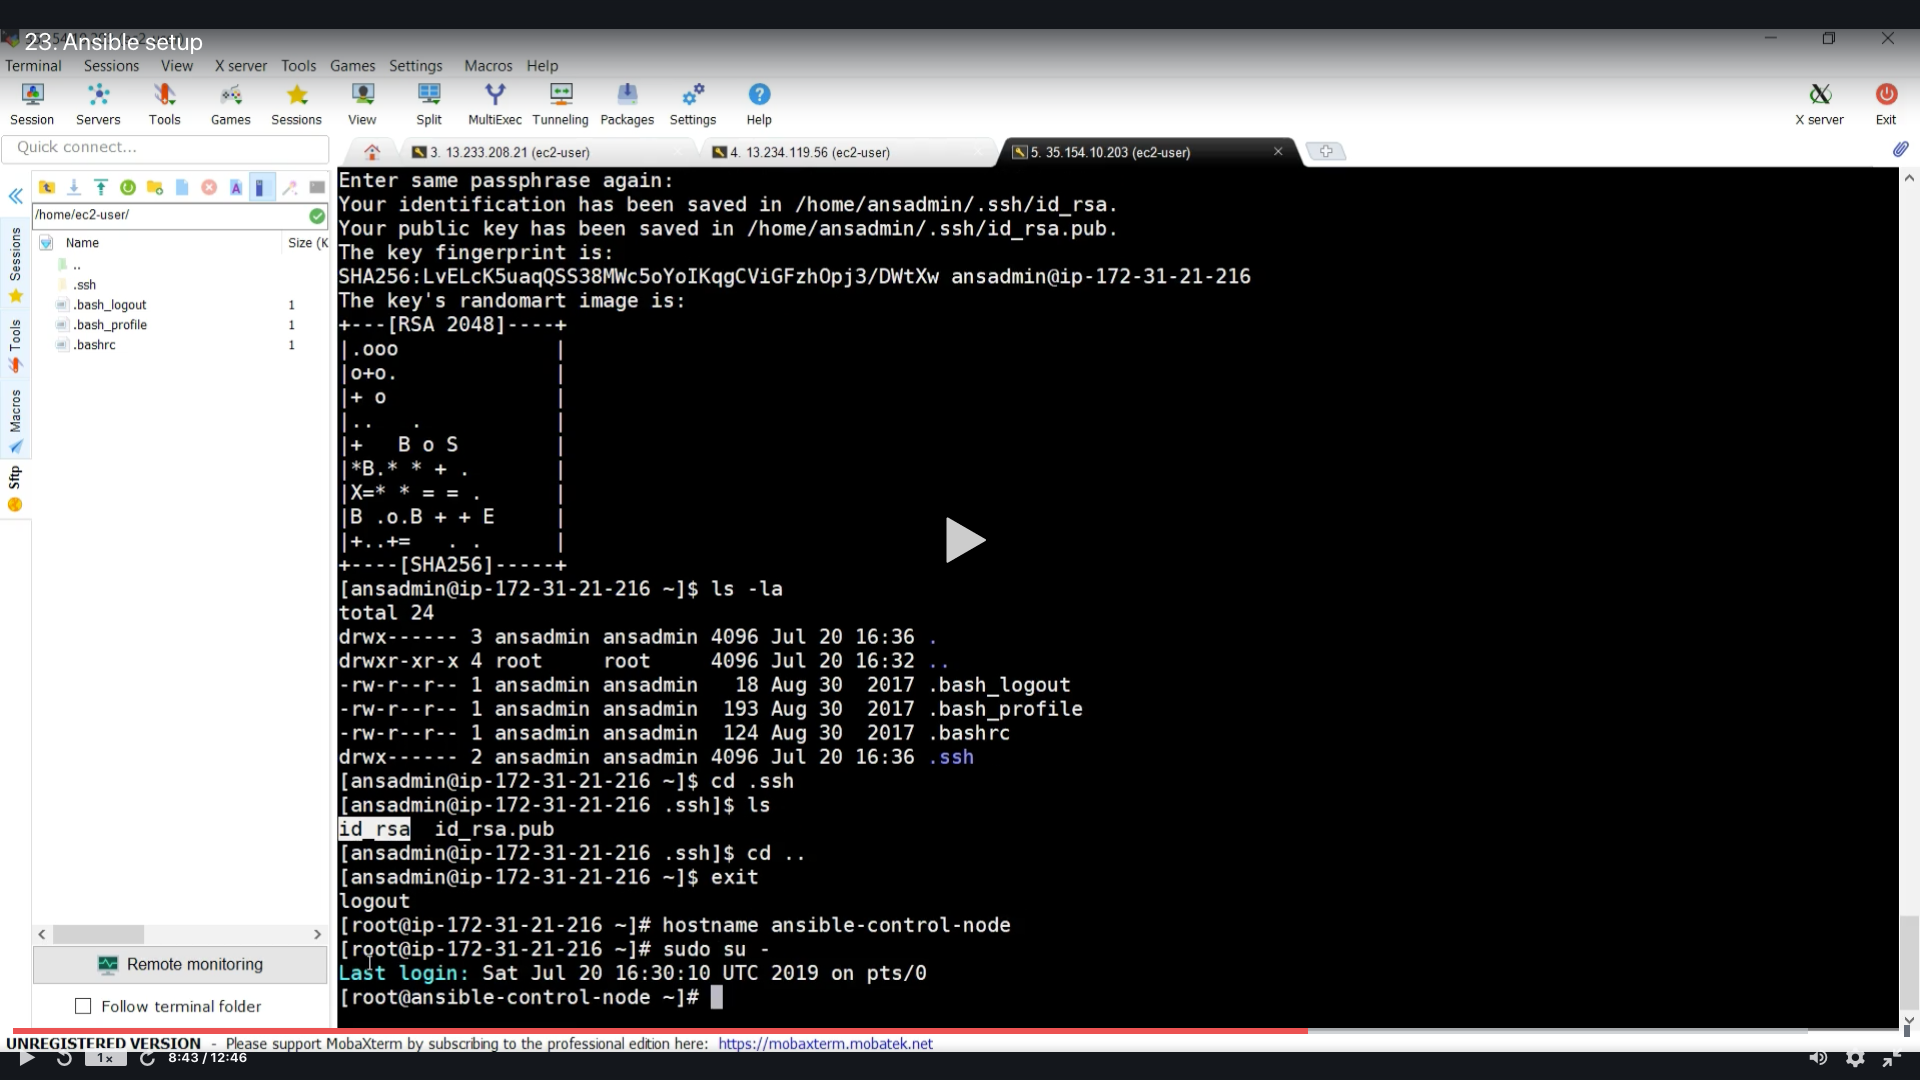 23. Ansible setup
Terminal Sessions View X server Tools Games Settings Macros Help
Session Servers Tools Games Sessions View Split MultiExec Tunneling Packages Settings Help X server Exit
Quick connect...
3. 13.233.208.21 (ec2-user) 4. 13.234.119.56 (ec2-user) 5. 35.154.10.203 (ec2-user)
/home/ec2-user/
Name Size (K
..
.ssh
.bash_logout 1
.bash_profile 1
.bashrc 1
Sessions
Tools
Macros
Sftp
Remote monitoring
Follow terminal folder
Enter same passphrase again:
Your identification has been saved in /home/ansadmin/.ssh/id_rsa.
Your public key has been saved in /home/ansadmin/.ssh/id_rsa.pub.
The key fingerprint is:
SHA256:LvELcK5uaqQSS38MWc5oYoIKqgCViGFzhOpj3/DWtXw ansadmin@ip-172-31-21-216
The key's randomart image is:
+---[RSA 2048]----+
|.ooo             |
|o+o.             |
|+ o              |
|..   .           |
|+   B o S        |
|*B.* * + .       |
|X=* * = = .      |
|B .o.B + + E     |
|+..+=   . .      |
+----[SHA256]-----+
[ansadmin@ip-172-31-21-216 ~]$ ls -la
total 24
drwx------ 3 ansadmin ansadmin 4096 Jul 20 16:36 .
drwxr-xr-x 4 root     root     4096 Jul 20 16:32 ..
-rw-r--r-- 1 ansadmin ansadmin   18 Aug 30  2017 .bash_logout
-rw-r--r-- 1 ansadmin ansadmin  193 Aug 30  2017 .bash_profile
-rw-r--r-- 1 ansadmin ansadmin  124 Aug 30  2017 .bashrc
drwx------ 2 ansadmin ansadmin 4096 Jul 20 16:36 .ssh
[ansadmin@ip-172-31-21-216 ~]$ cd .ssh
[ansadmin@ip-172-31-21-216 .ssh]$ ls
id_rsa  id_rsa.pub
[ansadmin@ip-172-31-21-216 .ssh]$ cd ..
[ansadmin@ip-172-31-21-216 ~]$ exit
logout
[root@ip-172-31-21-216 ~]# hostname ansible-control-node
[root@ip-172-31-21-216 ~]# sudo su -
Last login: Sat Jul 20 16:30:10 UTC 2019 on pts/0
[root@ansible-control-node ~]#
UNREGISTERED VERSION - Please support MobaXterm by subscribing to the professional edition here: https://mobaxterm.mobatek.net
1x 8:43 / 12:46